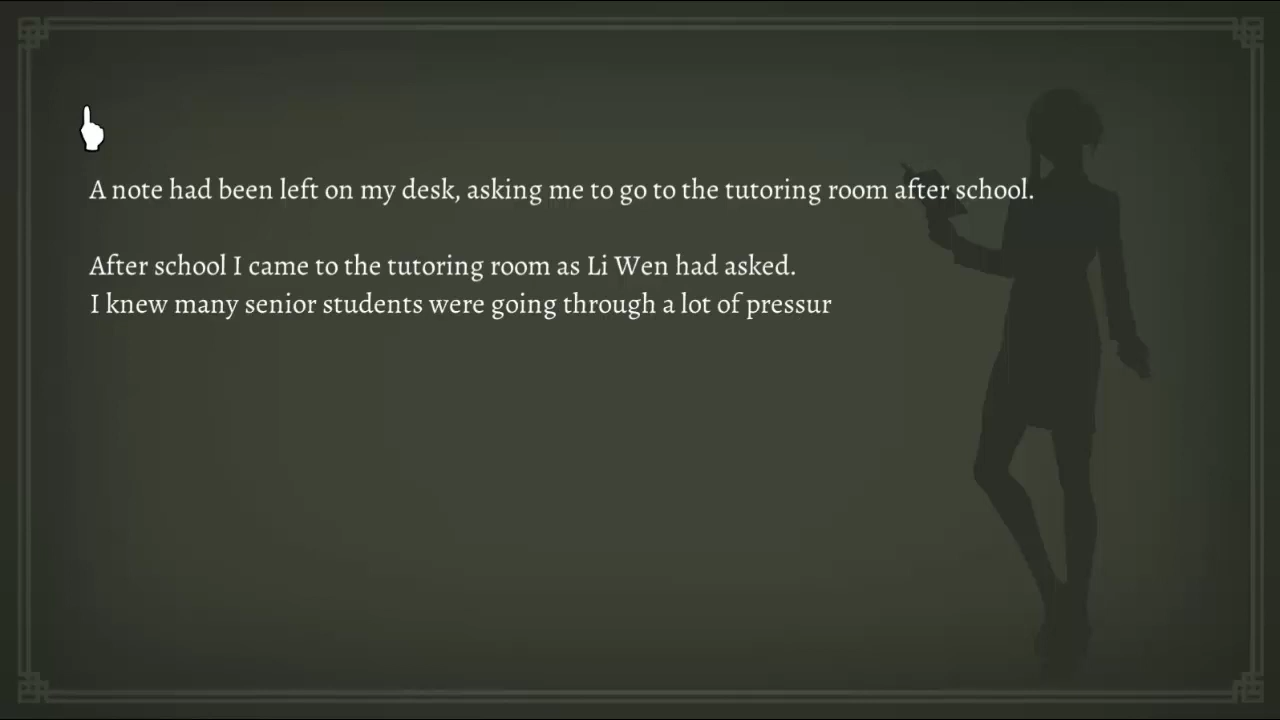 A note had been left on my desk, asking me to go to the tutoring room after school.
After school I came to the tutoring room as Li Wen had asked.
I knew many senior students were going through a lot of pressur